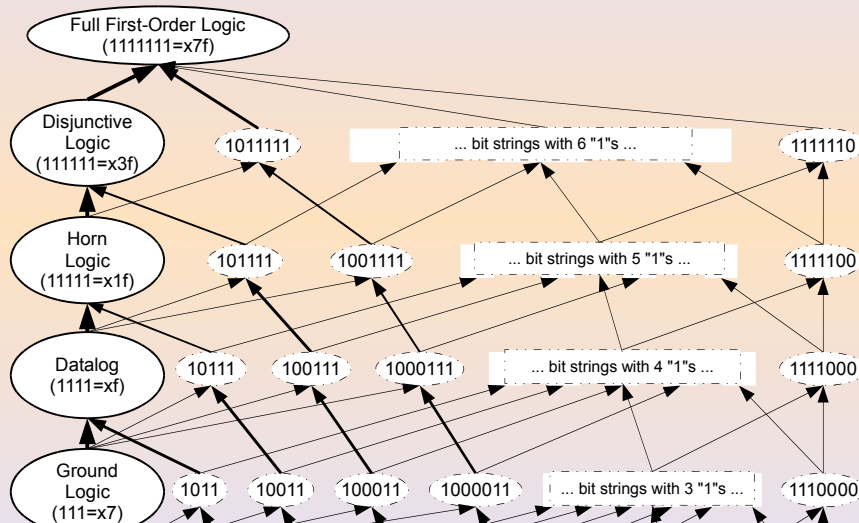 Full First-Order Logic
(1111111=x7f)
Disjunctive
Logic
(111111=x3f)
1011111
... bit strings with 6 "1"s ...
1111110
Horn
Logic
(11111=x1f)
101111
1001111
... bit strings with 5 "1"s ...
1111100
Datalog
(1111=xf)
10111
100111
1000111
... bit strings with 4 "1"s ...
1111000
Ground
Logic
(111=x7)
1011
10011
100011
1000011
... bit strings with 3 "1"s ...
1110000